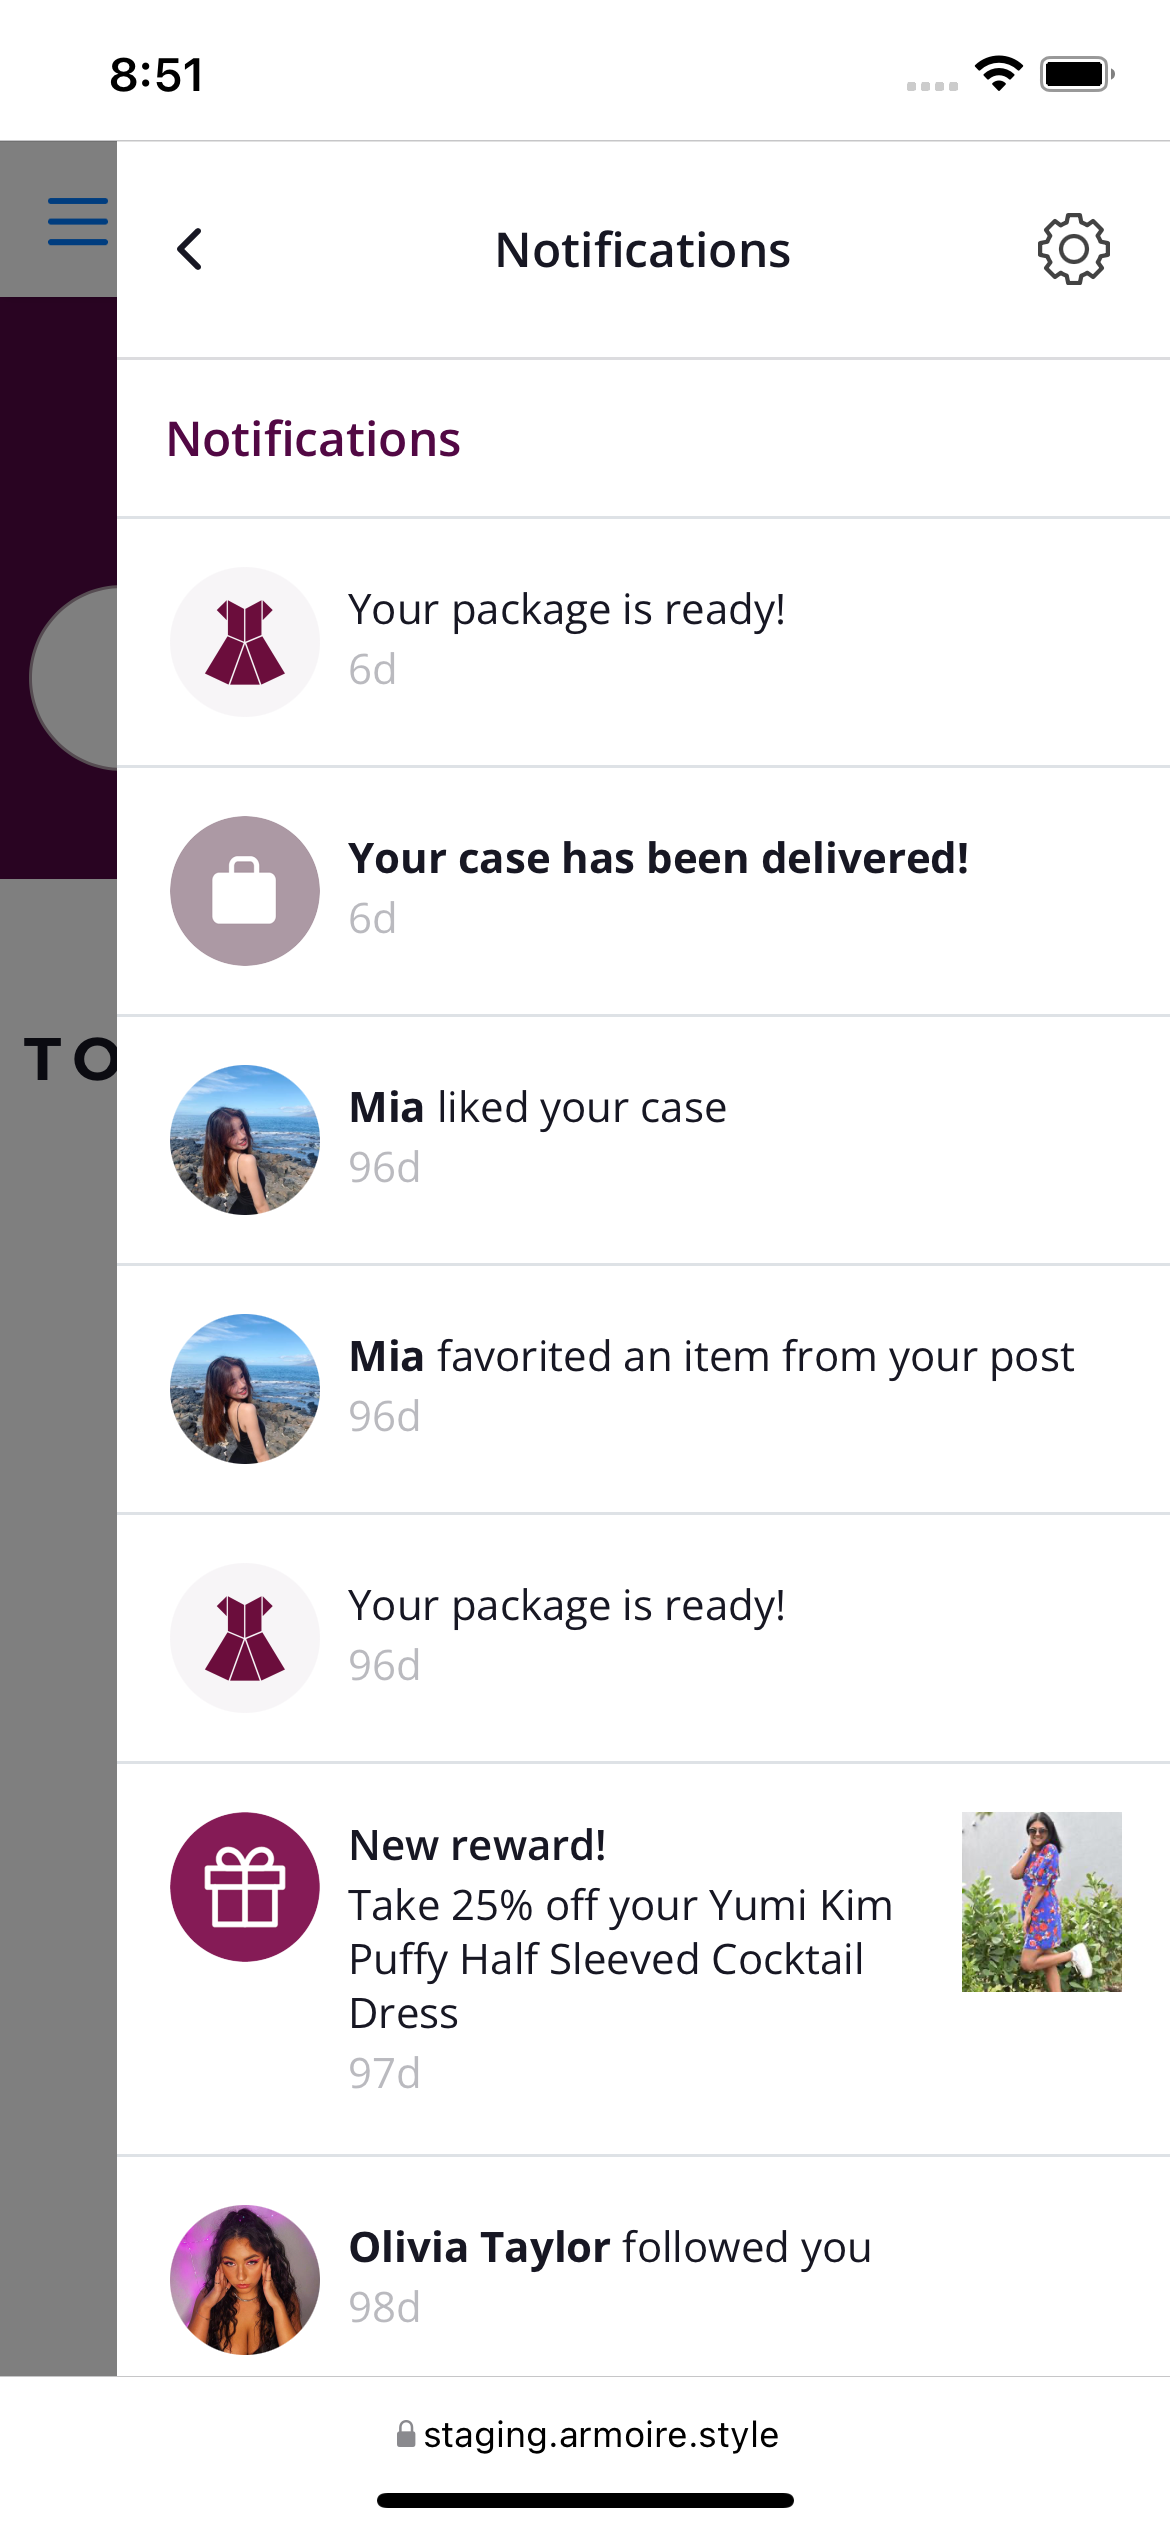 8:51
Notifications
Notifications
Your package is ready!
6d
Your case has been delivered!
6d
TO
Mia liked your case
96d
Mia favorited an item from your post
96d
Your package is ready!
96d
New reward!
Take 25% off your Yumi Kim
Puffy Half Sleeved Cocktail
Dress
97d
Olivia Taylor followed you
98d
staging.armoire.style